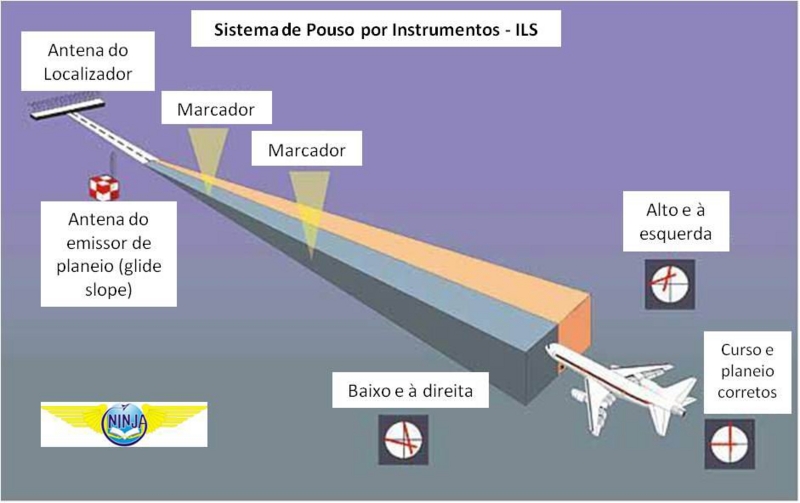 Sistema de Pouso por Instrumentos - ILS
Antena do
Localizador
Marcador
Marcador
Antena do
emissor de
planeio (glide
slope)
Alto e à
esquerda
Curso e
planeio
corretos
Baixo e à direita
NINJA